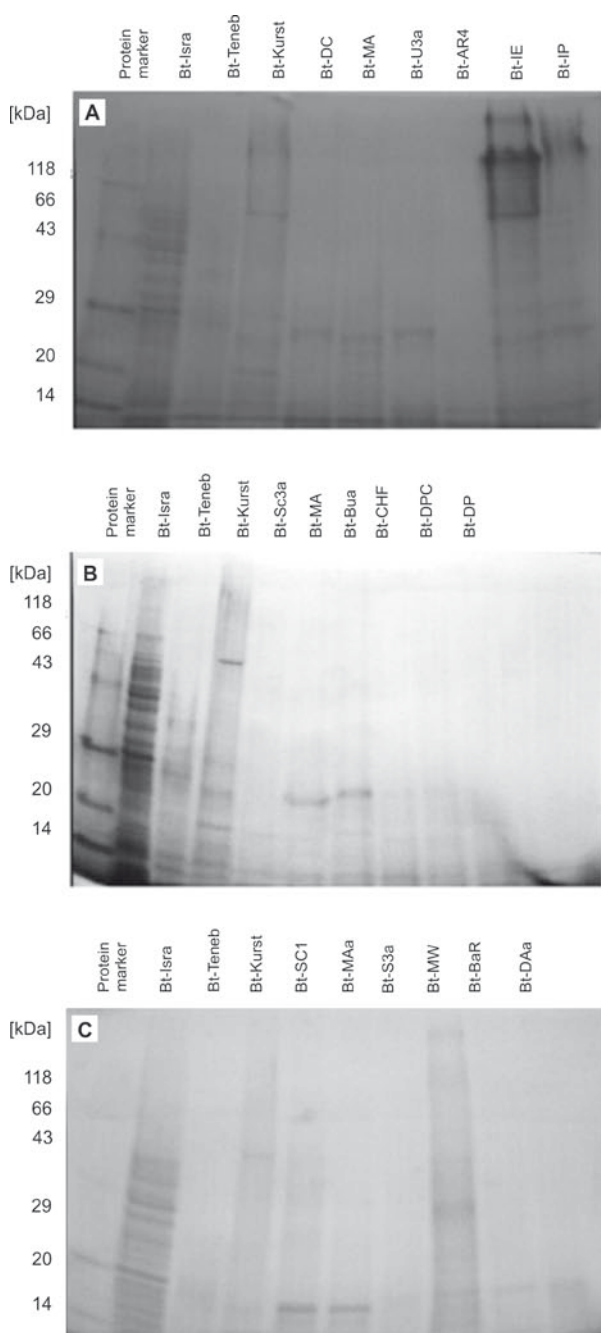 Protein marker
Bt-Isra
Bt-Teneb
Bt-Kurst
Bt-DC
Bt-MA
Bt-U3a
Bt-AR4
Bt-IE
Bt-IP
[kDa]
A
118
66
43
29
20
14
Protein marker
Bt-Isra
Bt-Teneb
Bt-Kurst
Bt-Sc3a
Bt-MA
Bt-Bua
Bt-CHF
Bt-DPC
Bt-DP
[kDa]
B
118
66
43
29
20
14
Protein marker
Bt-Isra
Bt-Teneb
Bt-Kurst
Bt-SC1
Bt-MAa
Bt-S3a
Bt-MW
Bt-BaR
Bt-DAa
[kDa]
C
118
66
43
29
20
14